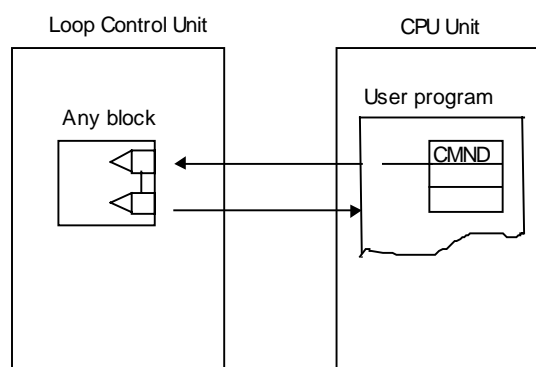 Loop Control Unit
CPU Unit
User program
Any block
CMND